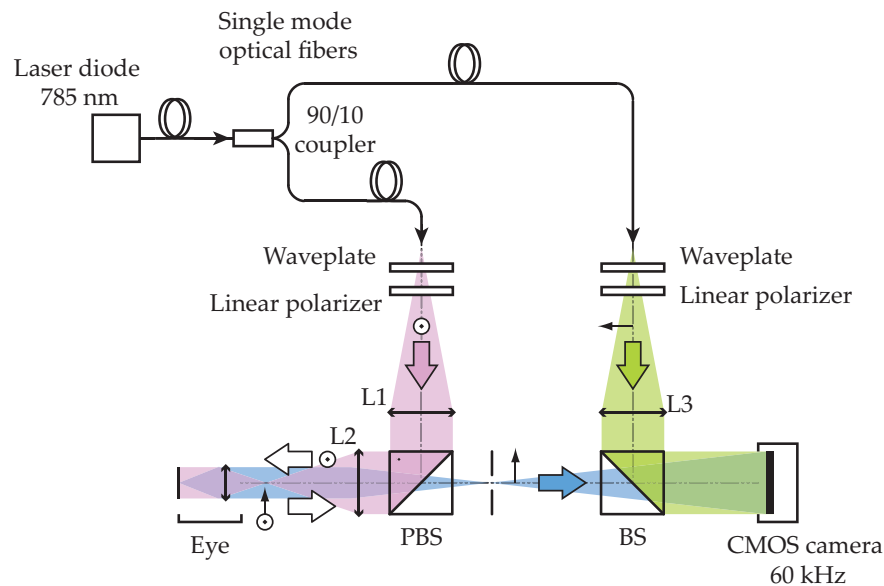 Single mode
optical fibers
Laser diode
785 nm
90/10
coupler
Waveplate
Linear polarizer
Waveplate
Linear polarizer
L1
L3
L2
Eye
PBS
BS
CMOS camera
60 kHz